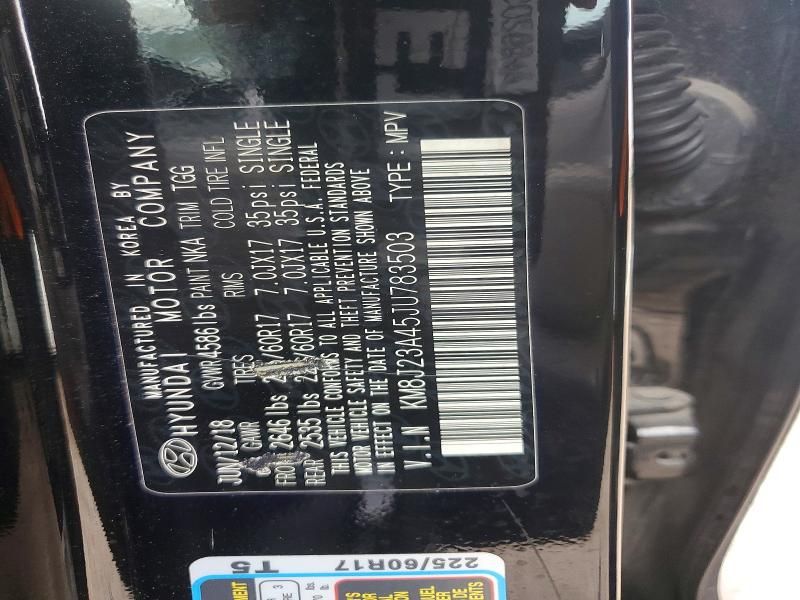 MANUFACTURED IN KOREA BY
HYUNDAI MOTOR COMPANY
JUN/12/18 GVWR 4586 lbs PAINT NKA TRIM TGG
GAWR TIRES RIMS COLD TIRE INFL
2646 lbs /60R17 7.0JX17 35psi SINGLE
REAR 2535 lbs /60R17 7.0JX17 35psi SINGLE
THIS VEHICLE CONFORMS TO ALL APPLICABLE U.S.A. FEDERAL
MOTOR VEHICLE SAFETY AND THEFT PREVENTION STANDARDS
IN EFFECT ON THE DATE OF MANUFACTURE SHOWN ABOVE
V.I.N KM8J23A45JU783503 TYPE : MPV
225/60R17
T5